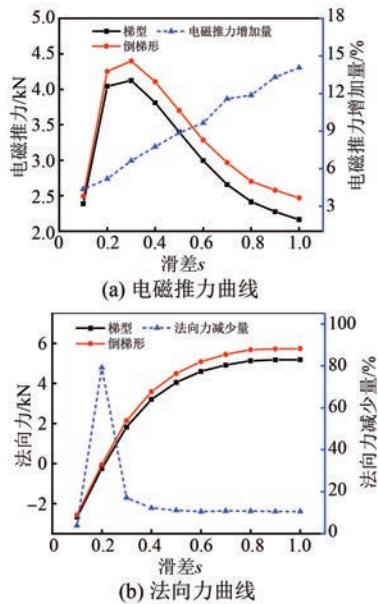 梯型 电磁推力增加量
倒梯形
电磁推力/kN
5.0
4.5
4.0
3.5
3.0
2.5
2.0
18
15
12
9
6
3
电磁推力增加量/%
0 0.2 0.4 0.6 0.8 1.0
滑差s
(a) 电磁推力曲线
梯型 法向力减少量
倒梯形
法向力/kN
6
4
2
0
−2
100
80
60
40
20
0
法向力减少量/%
0 0.2 0.4 0.6 0.8 1.0
滑差s
(b) 法向力曲线